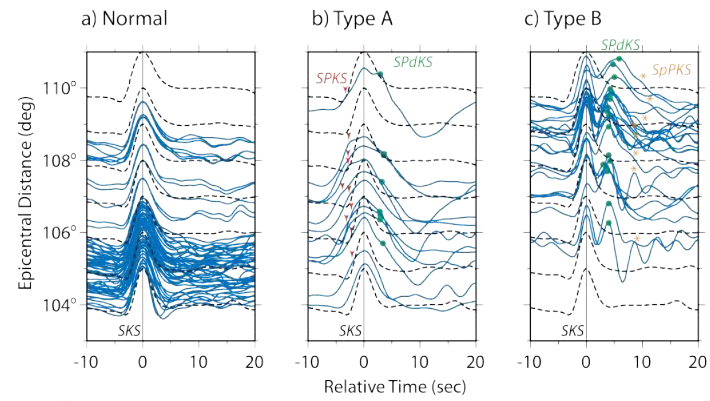 a) Normal
b) Type A
c) Type B
SPdKS
SPdKS
SPKS
SpPKS
110°
108°
106°
104°
Epicentral Distance (deg)
SKS
SKS
SKS
-10 0 10 20
-10 0 10 20
-10 0 10 20
Relative Time (sec)